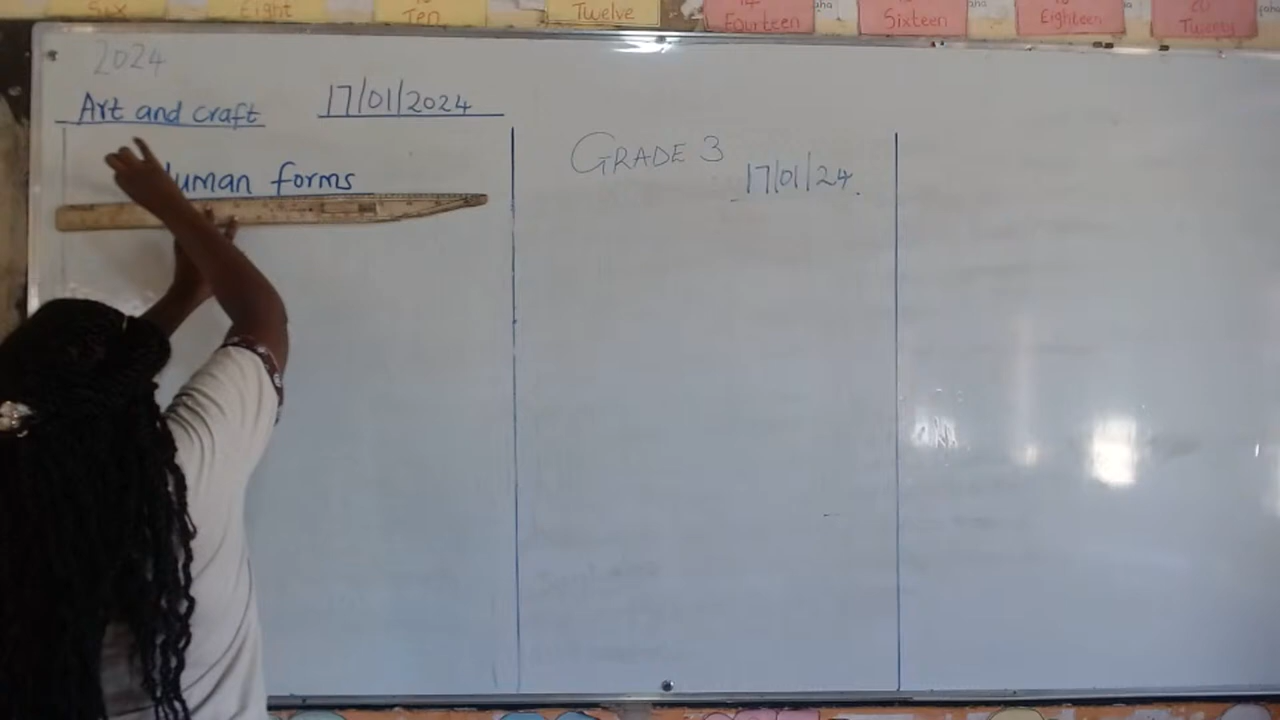 Six Eight Ten Twelve Fourteen Sixteen Eighteen Twenty
2024
Art and craft 17/01/2024
Human forms
GRADE 3
17/01/24.